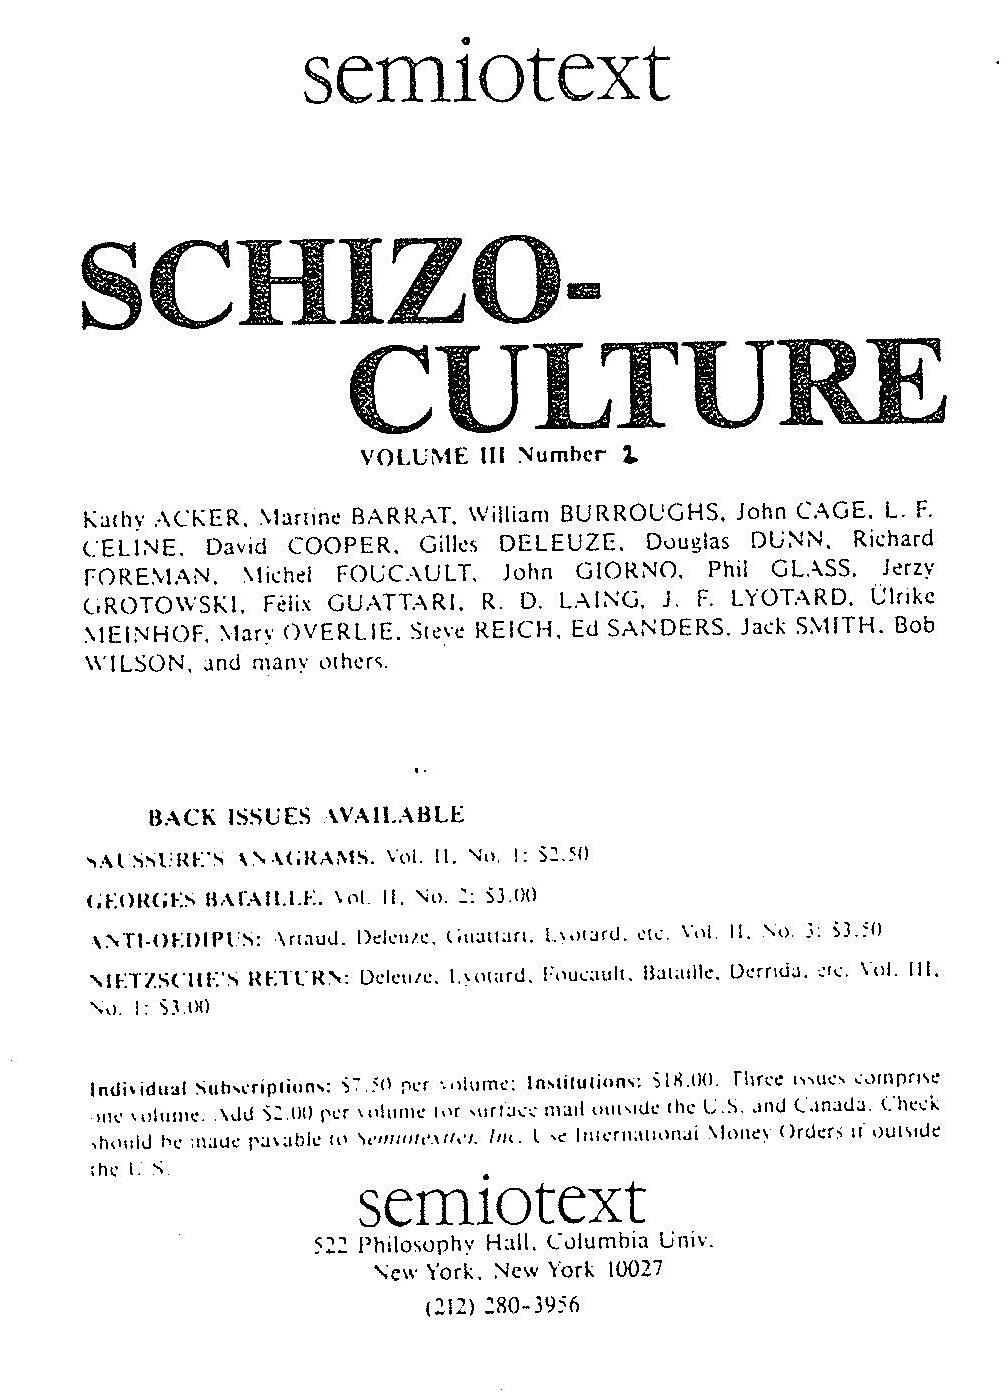 semiotext
SCHIZO-
CULTURE
VOLUME III Number 2
Kathy ACKER, Martine BARRAT, William BURROUGHS, John CAGE, L. F.
CELINE, David COOPER, Gilles DELEUZE, Douglas DUNN, Richard
FOREMAN, Michel FOUCAULT, John GIORNO, Phil GLASS, Jerzy
GROTOWSKI, Félix GUATTARI, R. D. LAING, J. F. LYOTARD, Ulrike
MEINHOF, Mary OVERLIE, Steve REICH, Ed SANDERS, Jack SMITH, Bob
WILSON, and many others.
BACK ISSUES AVAILABLE
SAUSSURE'S ANAGRAMS, Vol. II, No. 1: $2.50
GEORGES BATAILLE, Vol. II, No. 2: $3.00
ANTI-OEDIPUS: Artaud, Deleuze, Guattari, Lyotard, etc. Vol. II, No. 3: $3.50
NIETZSCHE'S RETURN: Deleuze, Lyotard, Foucault, Bataille, Derrida, etc. Vol. III,
No. 1: $3.00
Individual Subscriptions: $7.50 per volume; Institutions: $18.00. Three issues comprise
one volume. Add $2.00 per volume for surface mail outside the U.S. and Canada. Check
should be made payable to Semiotext(e), Inc. Use International Money Orders if outside
the U.S.
semiotext
522 Philosophy Hall, Columbia Univ.
New York, New York 10027
(212) 280-3956